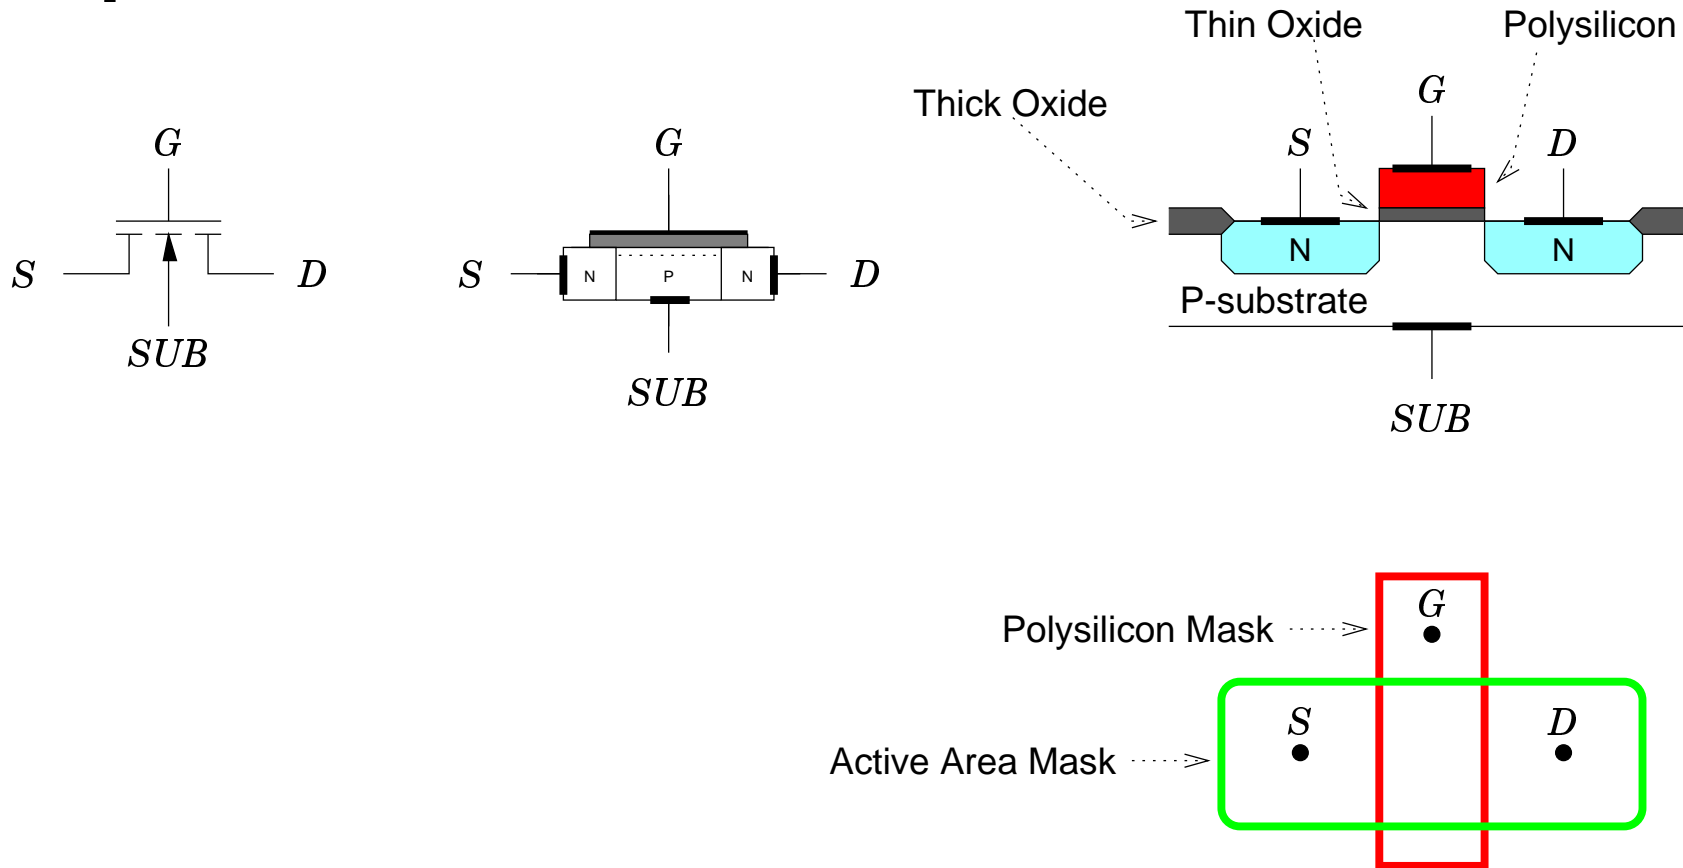 G
S
D
SUB
G
S
N
P
N
D
SUB
Thin Oxide
Polysilicon
Thick Oxide
G
S
D
N
N
P-substrate
SUB
Polysilicon Mask
G
S
D
Active Area Mask